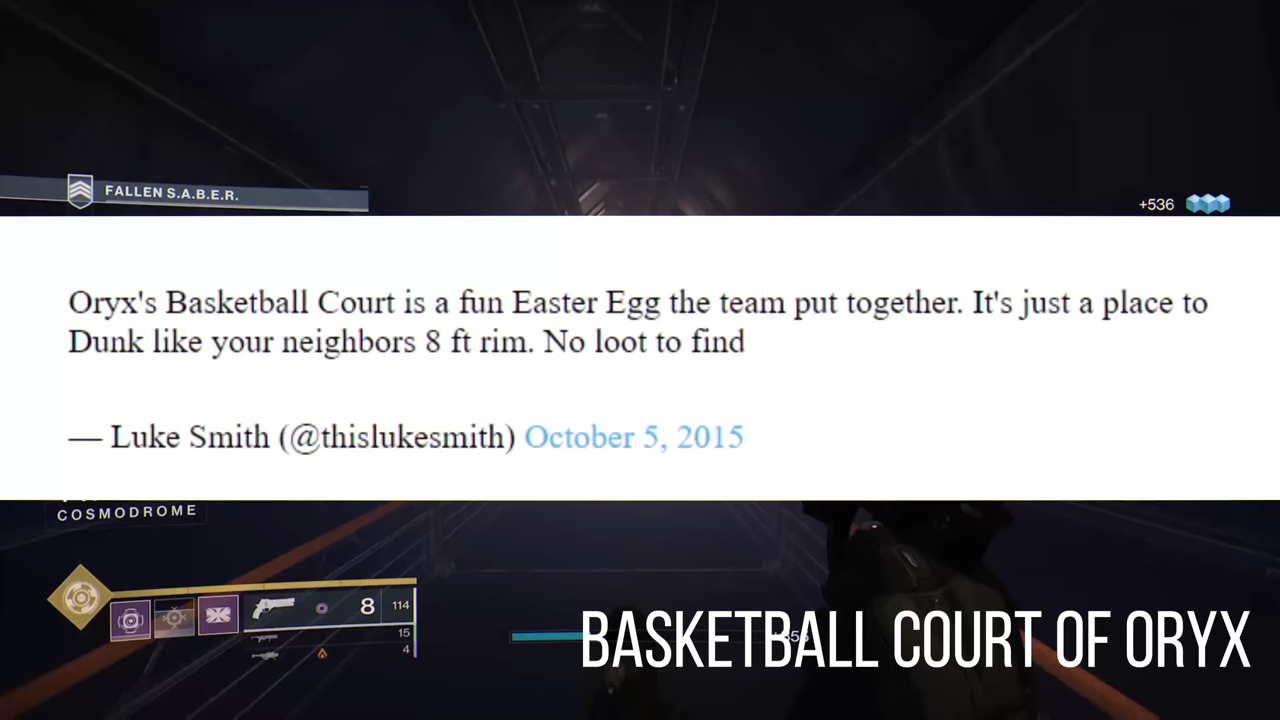 FALLEN S.A.B.E.R.
+536
Oryx's Basketball Court is a fun Easter Egg the team put together. It's just a place to
Dunk like your neighbors 8 ft rim. No loot to find
— Luke Smith (@thislukesmith) October 5, 2015
COSMODROME
8 114
15
4
BASKETBALL COURT OF ORYX